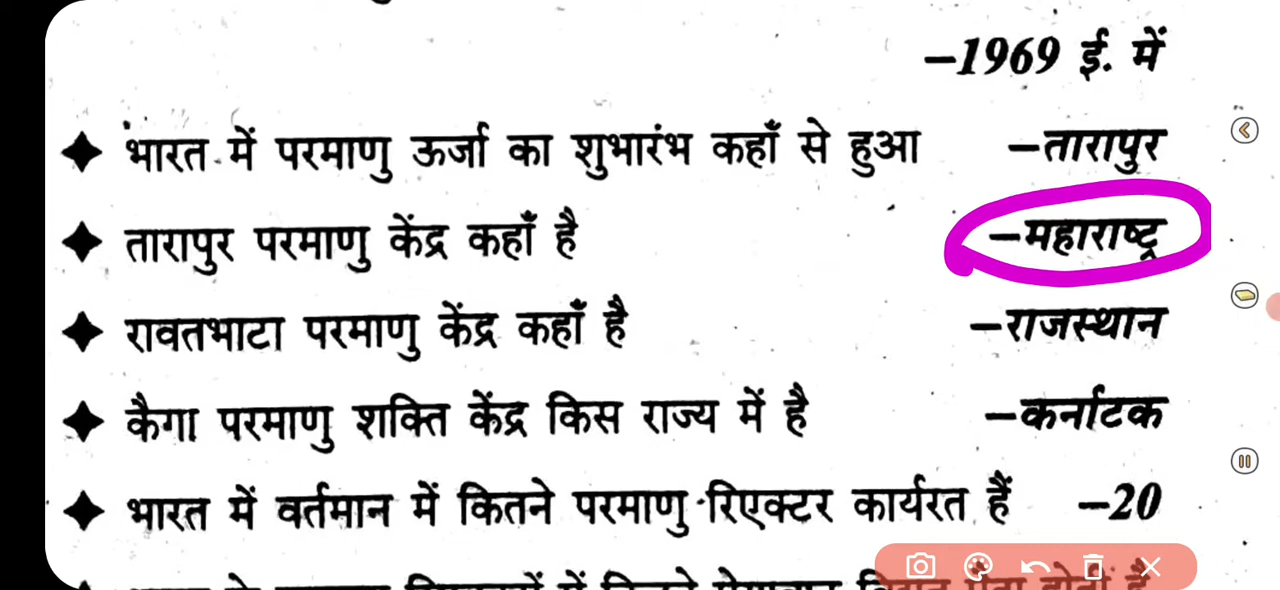 –1969 ई. में
भारत में परमाणु ऊर्जा का शुभारंभ कहाँ से हुआ –तारापुर
तारापुर परमाणु केंद्र कहाँ है –महाराष्ट्र
रावतभाटा परमाणु केंद्र कहाँ है –राजस्थान
कैगा परमाणु शक्ति केंद्र किस राज्य में है –कर्नाटक
भारत में वर्तमान में कितने परमाणु रिएक्टर कार्यरत हैं –20